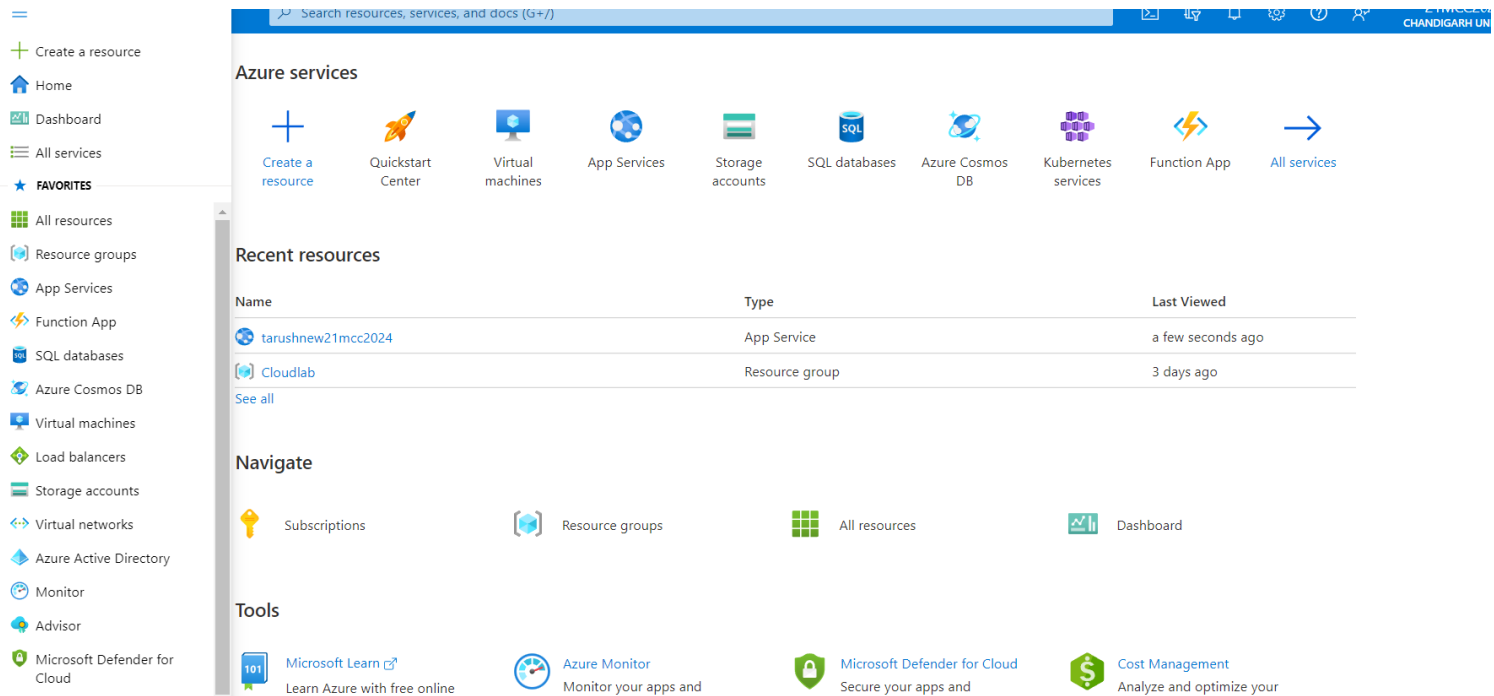 Search resources, services, and docs (G+/)
CHANDIGARH UNI
Create a resource
Home
Dashboard
All services
FAVORITES
All resources
Resource groups
App Services
Function App
SQL databases
Azure Cosmos DB
Virtual machines
Load balancers
Storage accounts
Virtual networks
Azure Active Directory
Monitor
Advisor
Microsoft Defender for
Cloud
Azure services
Create a
resource
Quickstart
Center
Virtual
machines
App Services
Storage
accounts
SQL
SQL databases
Azure Cosmos
DB
Kubernetes
services
Function App
All services
Recent resources
Name Type Last Viewed
tarushnew21mcc2024 App Service a few seconds ago
Cloudlab Resource group 3 days ago
See all
Navigate
Subscriptions Resource groups All resources Dashboard
Tools
101
Microsoft Learn
Learn Azure with free online
Azure Monitor
Monitor your apps and
Microsoft Defender for Cloud
Secure your apps and
Cost Management
Analyze and optimize your